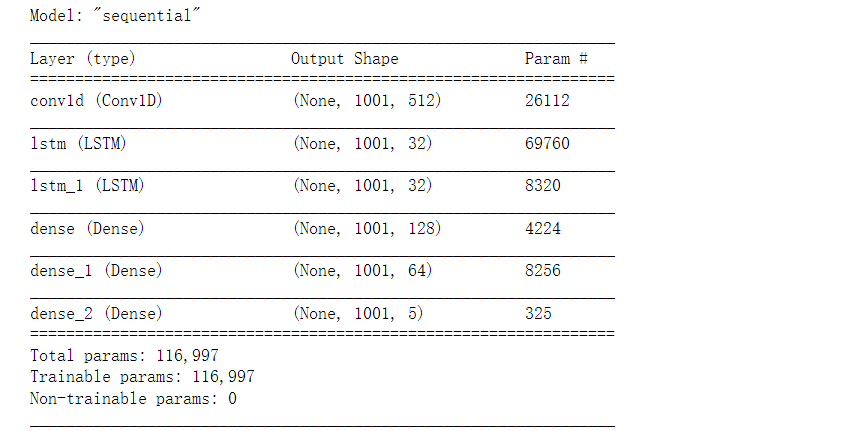 Model: "sequential"
Layer (type) Output Shape Param #
conv1d (Conv1D) (None, 1001, 512) 26112
lstm (LSTM) (None, 1001, 32) 69760
lstm_1 (LSTM) (None, 1001, 32) 8320
dense (Dense) (None, 1001, 128) 4224
dense_1 (Dense) (None, 1001, 64) 8256
dense_2 (Dense) (None, 1001, 5) 325
Total params: 116,997
Trainable params: 116,997
Non-trainable params: 0